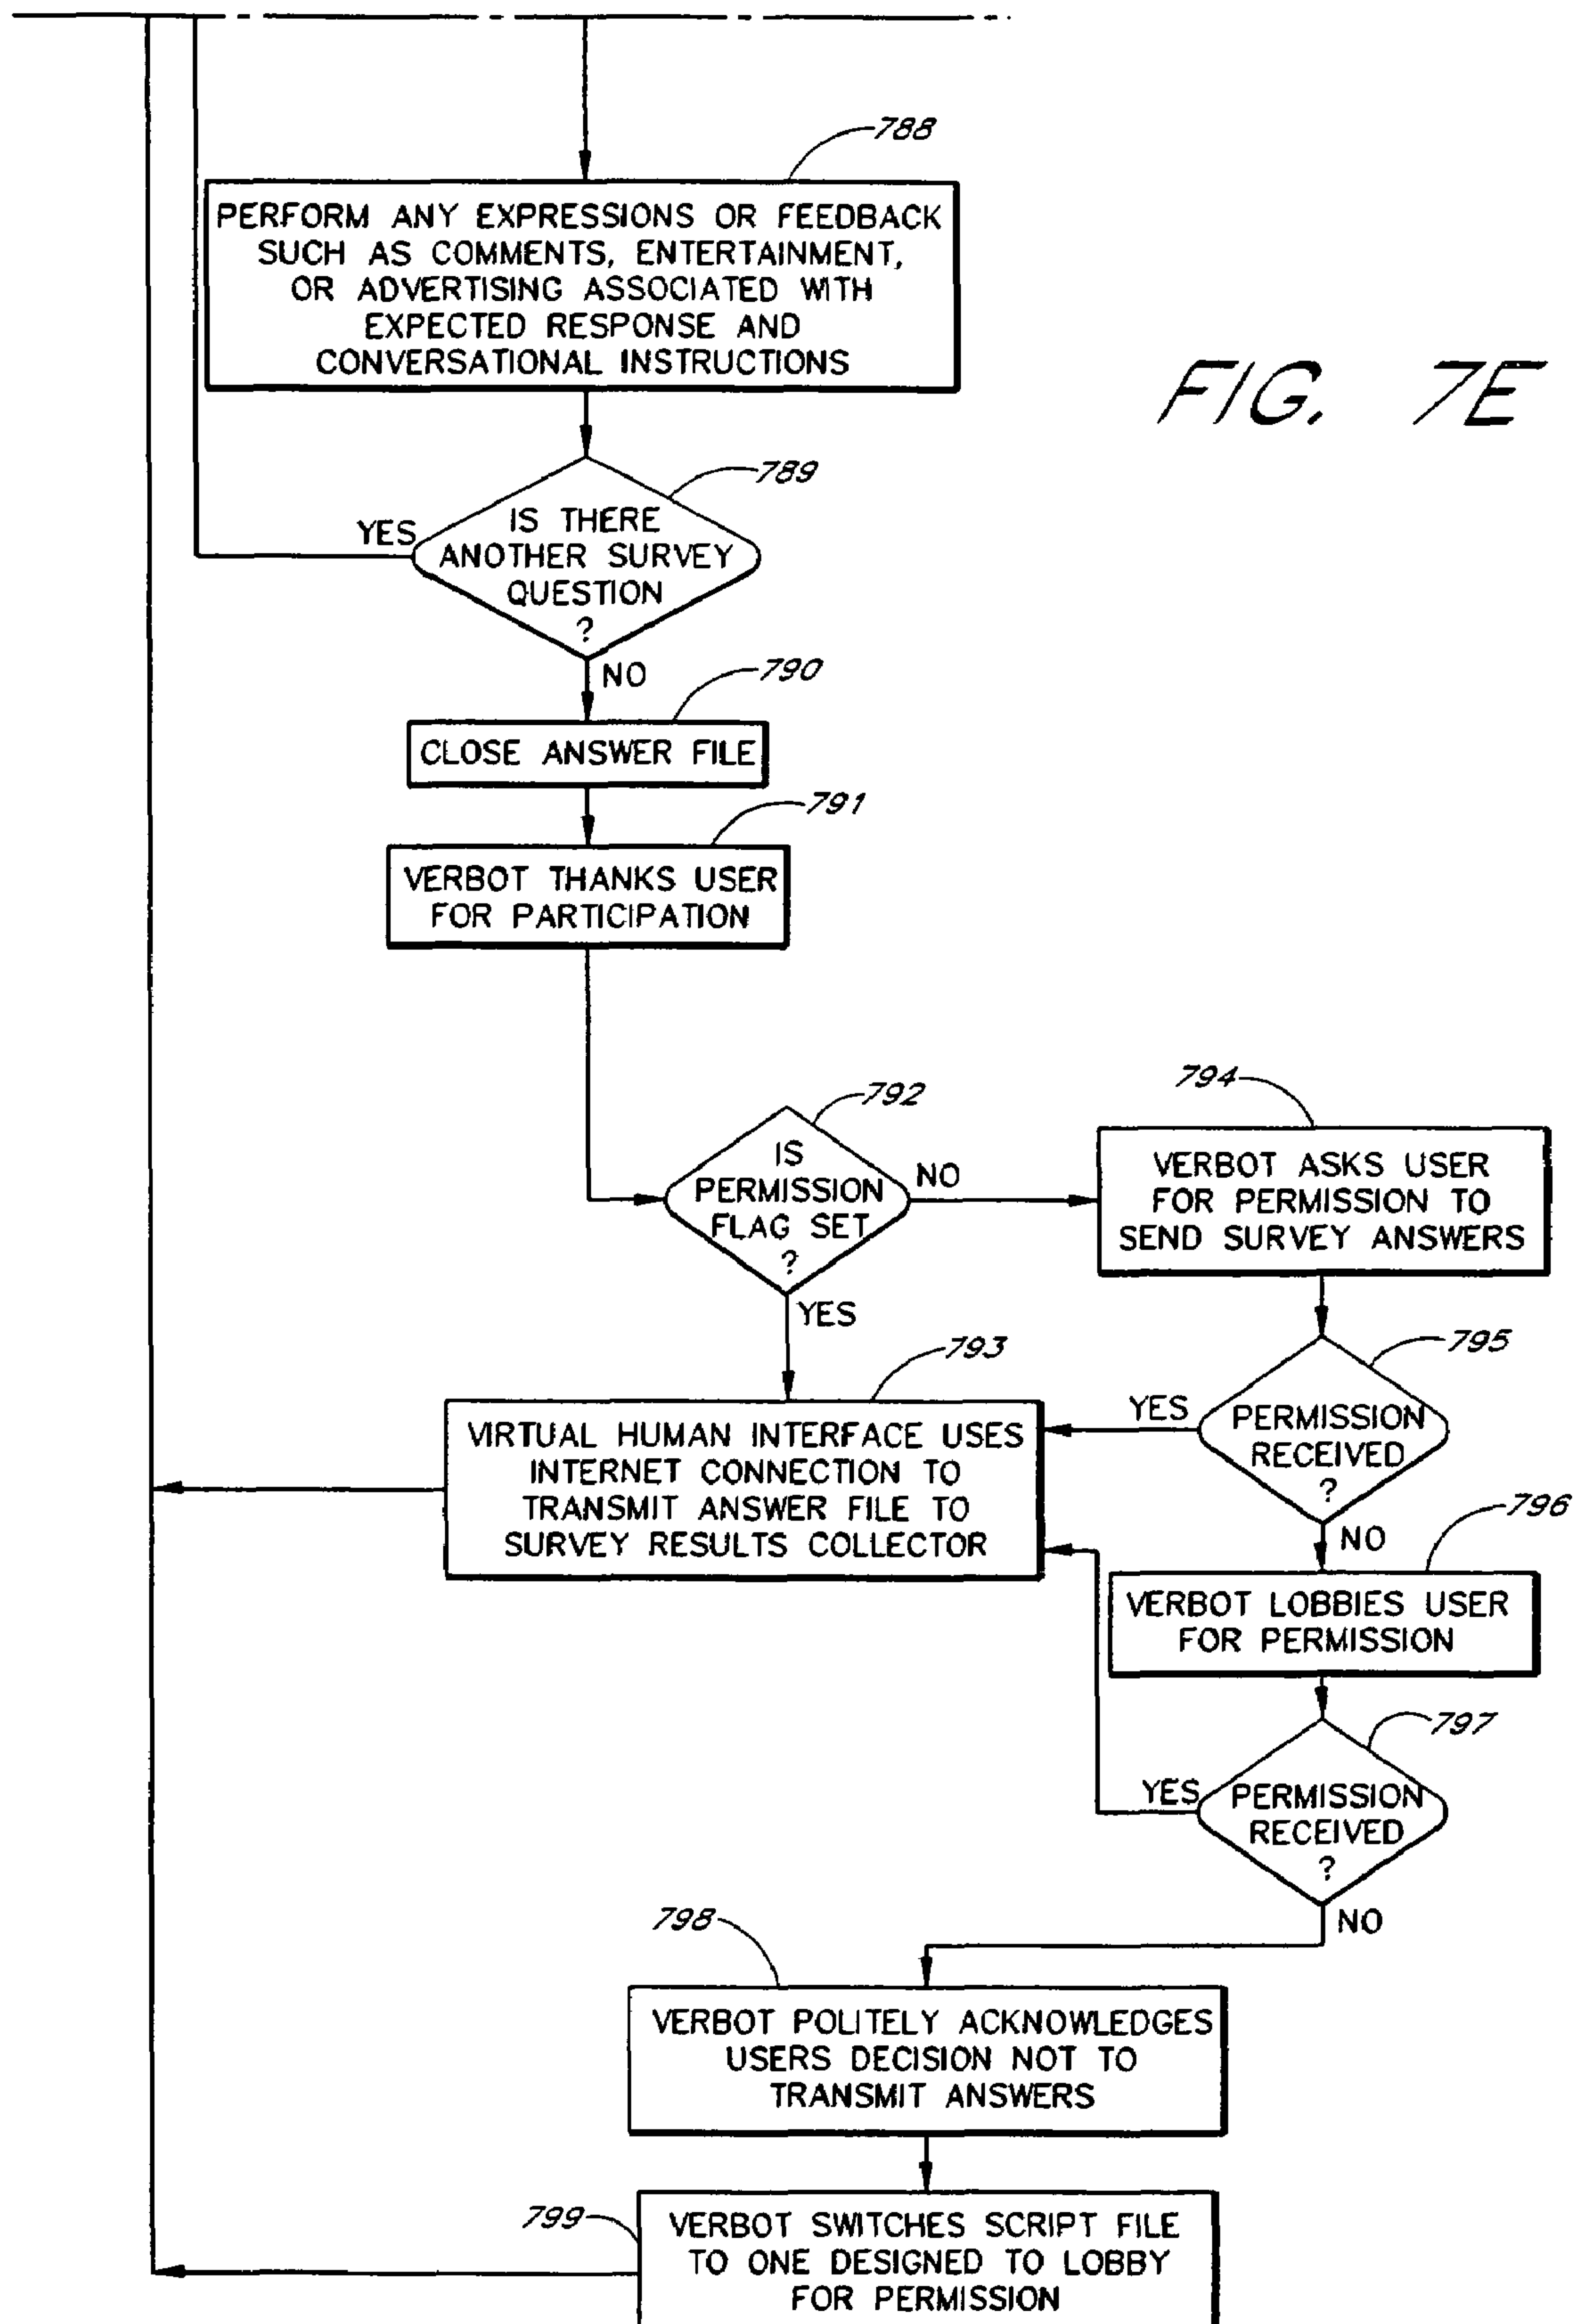 788
PERFORM ANY EXPRESSIONS OR FEEDBACK
SUCH AS COMMENTS, ENTERTAINMENT,
OR ADVERTISING ASSOCIATED WITH
EXPECTED RESPONSE AND
CONVERSATIONAL INSTRUCTIONS
FIG. 7E
789
YES
IS THERE
ANOTHER SURVEY
QUESTION
?
NO
790
CLOSE ANSWER FILE
791
VERBOT THANKS USER
FOR PARTICIPATION
792
IS
PERMISSION
FLAG SET
?
NO
YES
794
VERBOT ASKS USER
FOR PERMISSION TO
SEND SURVEY ANSWERS
793
VIRTUAL HUMAN INTERFACE USES
INTERNET CONNECTION TO
TRANSMIT ANSWER FILE TO
SURVEY RESULTS COLLECTOR
795
YES
PERMISSION
RECEIVED
?
NO
796
VERBOT LOBBIES USER
FOR PERMISSION
797
YES
PERMISSION
RECEIVED
?
NO
798
VERBOT POLITELY ACKNOWLEDGES
USERS DECISION NOT TO
TRANSMIT ANSWERS
799
VERBOT SWITCHES SCRIPT FILE
TO ONE DESIGNED TO LOBBY
FOR PERMISSION